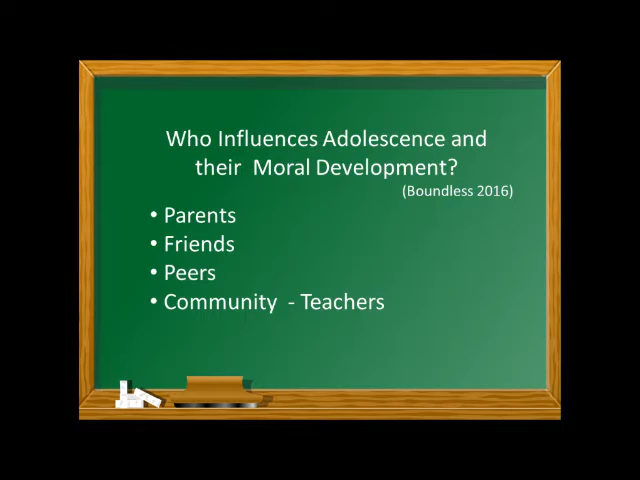 Who Influences Adolescence and
their Moral Development?
(Boundless 2016)
• Parents
• Friends
• Peers
• Community - Teachers